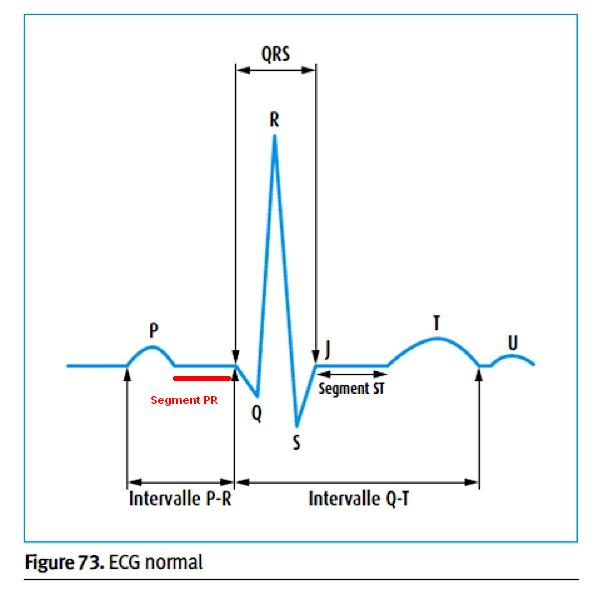 QRS
R
P
J
T
U
Segment ST
Segment PR
Q
S
Intervalle P-R
Intervalle Q-T
Figure 73. ECG normal